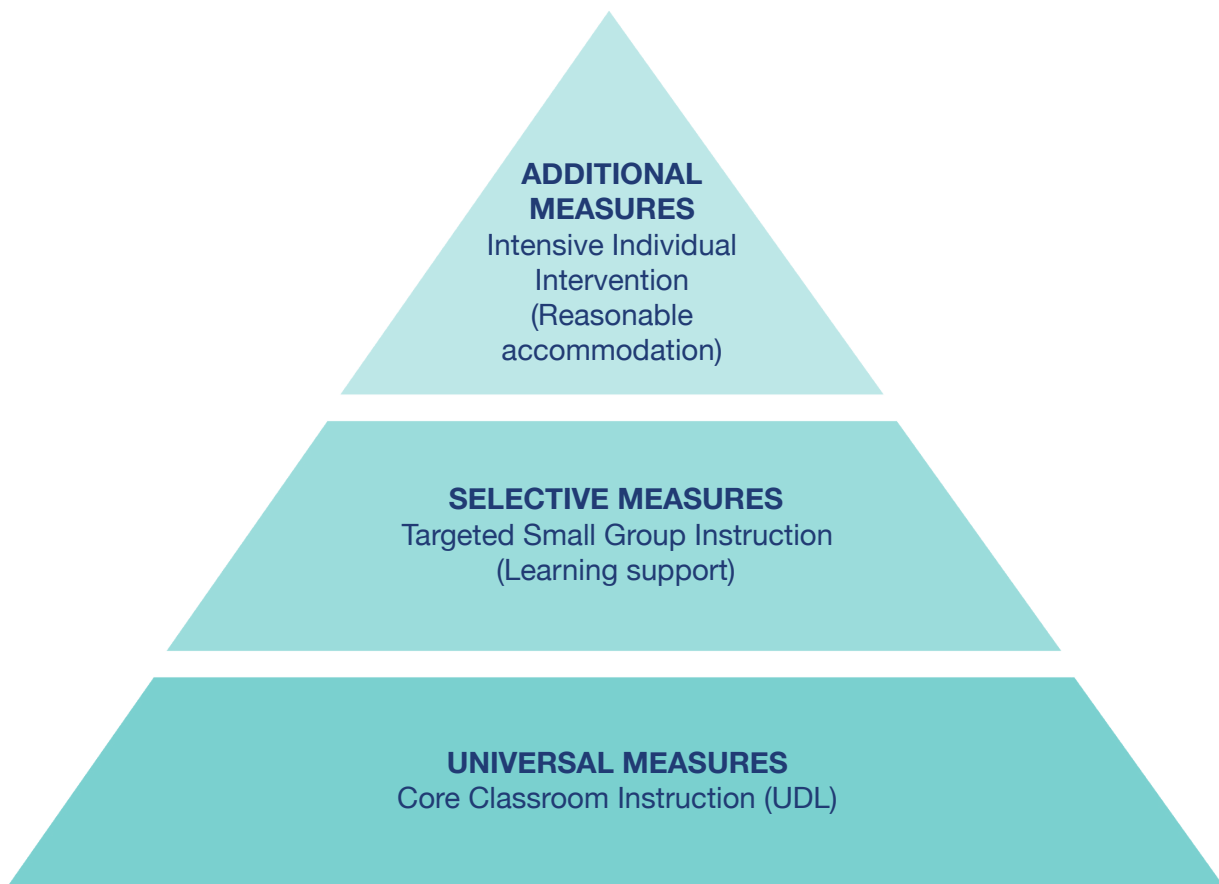 ADDITIONAL
MEASURES
Intensive Individual
Intervention
(Reasonable
accommodation)
SELECTIVE MEASURES
Targeted Small Group Instruction
(Learning support)
UNIVERSAL MEASURES
Core Classroom Instruction (UDL)